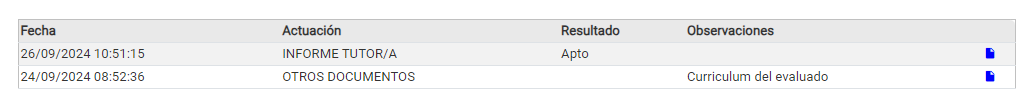 Fecha Actuación Resultado Observaciones
26/09/2024 10:51:15 INFORME TUTOR/A Apto
24/09/2024 08:52:36 OTROS DOCUMENTOS Curriculum del evaluado